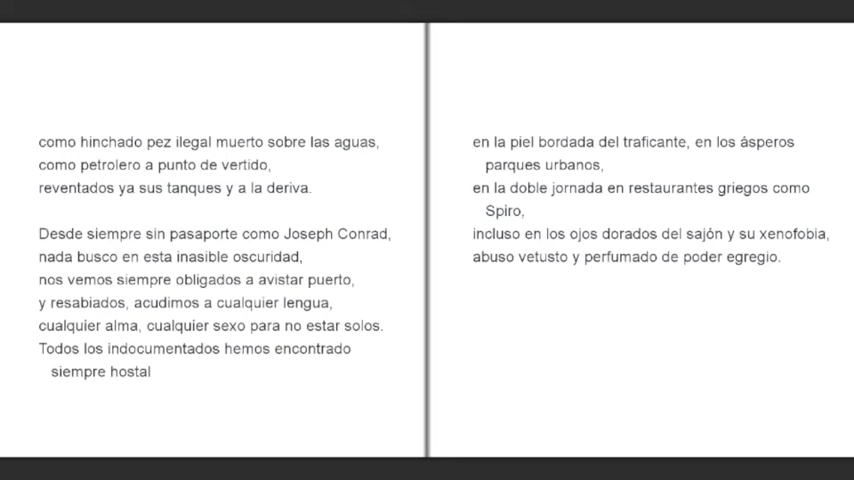 como hinchado pez ilegal muerto sobre las aguas,
como petrolero a punto de vertido,
reventados ya sus tanques y a la deriva.
Desde siempre sin pasaporte como Joseph Conrad,
nada busco en esta inasible oscuridad,
nos vemos siempre obligados a avistar puerto,
y resabiados, acudimos a cualquier lengua,
cualquier alma, cualquier sexo para no estar solos.
Todos los indocumentados hemos encontrado
siempre hostal
en la piel bordada del traficante, en los ásperos
parques urbanos,
en la doble jornada en restaurantes griegos como
Spiro,
incluso en los ojos dorados del sajón y su xenofobia,
abuso vetusto y perfumado de poder egregio.